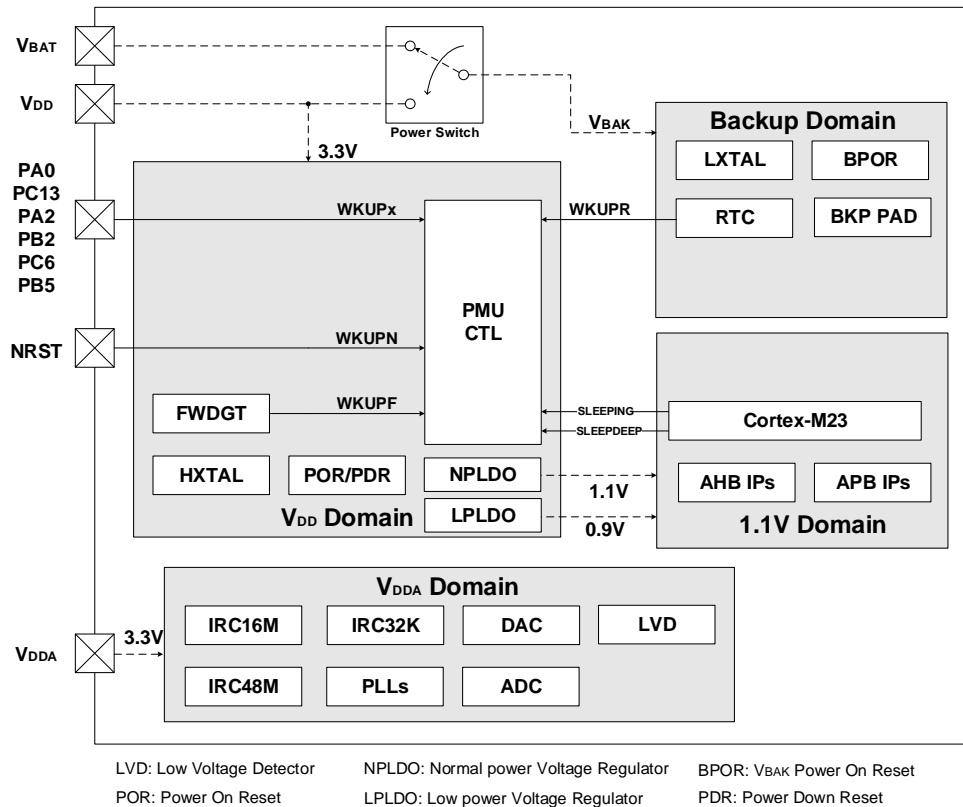 VBAT
VDD
Power Switch
VBAK
3.3V
Backup Domain
LXTAL
BPOR
RTC
BKP PAD
PA0
PC13
PA2
PB2
PC6
PB5
WKUPx
WKUPR
PMU
CTL
NRST
WKUPN
FWDGT
WKUPF
SLEEPING
SLEEPDEEP
Cortex-M23
HXTAL
POR/PDR
NPLDO
1.1V
AHB IPs
APB IPs
VDD Domain
LPLDO
0.9V
1.1V Domain
VDDA Domain
VDDA
3.3V
IRC16M
IRC32K
DAC
LVD
IRC48M
PLLs
ADC
LVD: Low Voltage Detector
NPLDO: Normal power Voltage Regulator
BPOR: VBAK Power On Reset
POR: Power On Reset
LPLDO: Low power Voltage Regulator
PDR: Power Down Reset